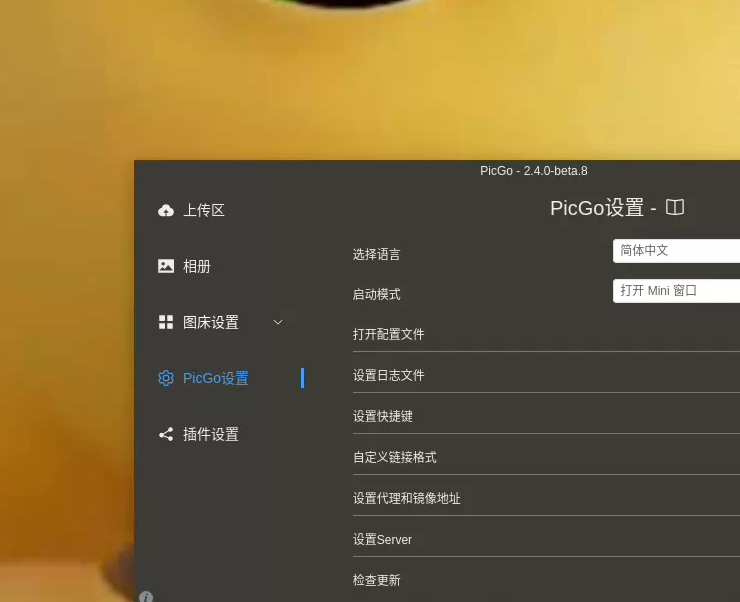 PicGo - 2.4.0-beta.8
上传区
相册
图床设置
PicGo设置
插件设置
PicGo设置 -
选择语言
简体中文
启动模式
打开 Mini 窗口
打开配置文件
设置日志文件
设置快捷键
自定义链接格式
设置代理和镜像地址
设置Server
检查更新